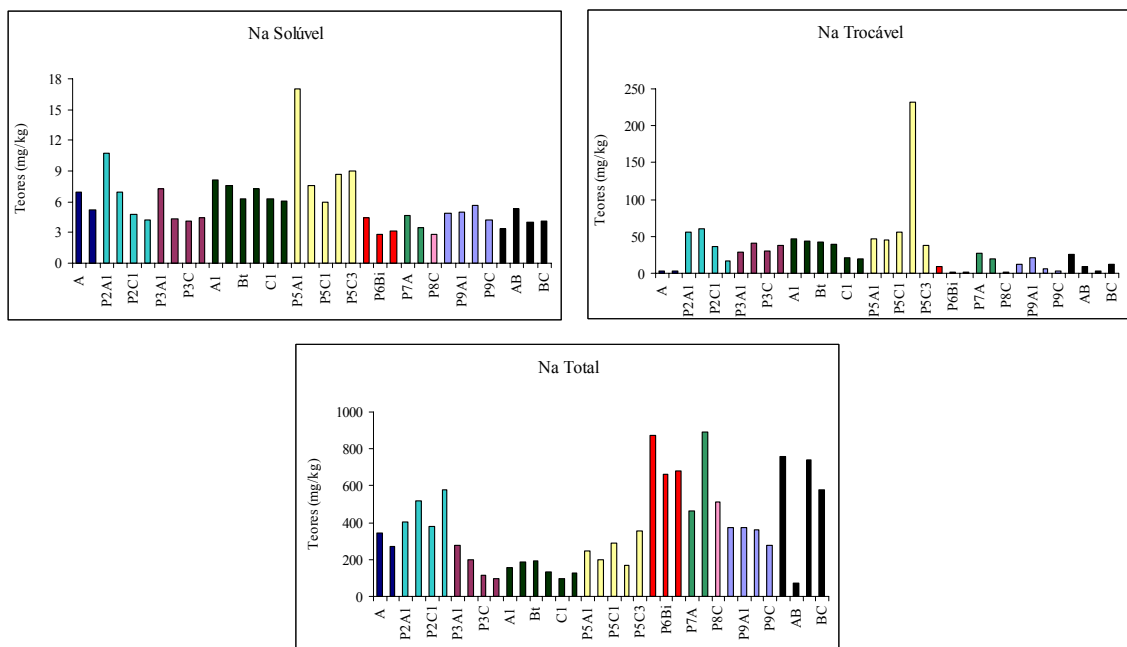 Na Solúvel
18
15
12
9
6
3
0
Teores (mg/kg)
A
P2A1
P2C1
P3A1
P3C
A1
Bt
C1
P5A1
P5C1
P5C3
P6Bi
P7A
P8C
P9A1
P9C
AB
BC
Na Trocável
250
200
150
100
50
0
Teores (mg/kg)
A
P2A1
P2C1
P3A1
P3C
A1
Bt
C1
P5A1
P5C1
P5C3
P6Bi
P7A
P8C
P9A1
P9C
AB
BC
Na Total
1000
800
600
400
200
0
Teores (mg/kg)
A
P2A1
P2C1
P3A1
P3C
A1
Bt
C1
P5A1
P5C1
P5C3
P6Bi
P7A
P8C
P9A1
P9C
AB
BC